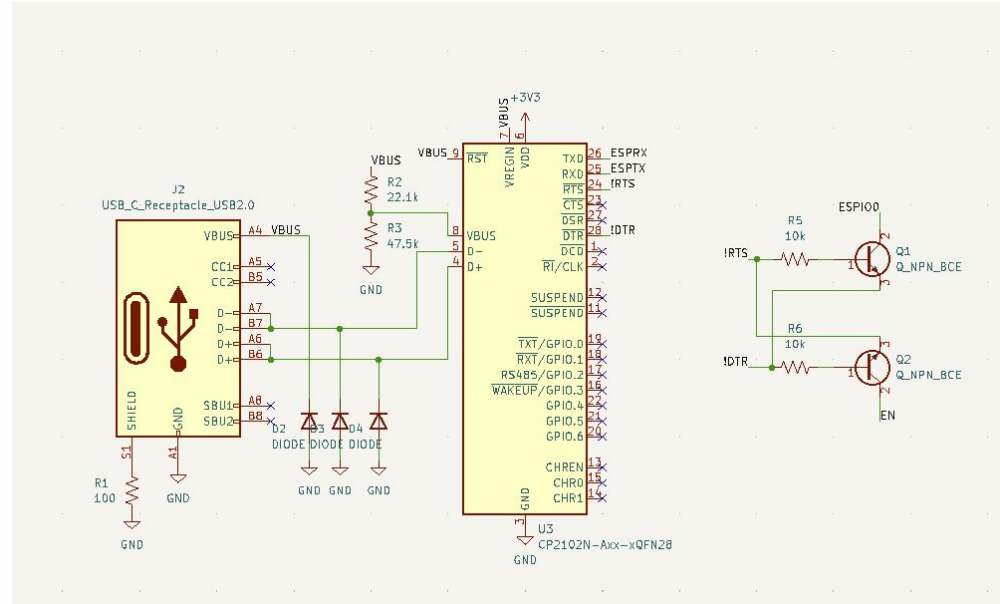 J2
USB_C_Receptacle_USB2.0
VBUS A4 VBUS
CC1 A5
CC2 B5
D- A7
D- B7
D+ A6
D+ B6
SBU1 A8
SBU2 B8
SHIELD
GND
S1
A1
R1
100
GND
GND
D2
DIODE
D3
DIODE
D4
DIODE
GND
GND
GND
VBUS
R2
22.1k
R3
47.5k
GND
VBUS
+3V3
7
6
VREGIN
VDD
VBUS 9 RST
8 VBUS
5 D-
4 D+
TXD 26 ESPRX
RXD 25 ESPTX
RTS 24 !RTS
CTS 23
DSR 27
DTR 28 !DTR
DCD 1
RI/CLK 2
SUSPEND 12
SUSPEND 11
TXT/GPIO.0 19
RXT/GPIO.1 18
RS485/GPIO.2 17
WAKEUP/GPIO.3 16
GPIO.4 22
GPIO.5 21
GPIO.6 20
CHREN 13
CHR0 15
CHR1 14
GND
3
U3
CP2102N-Axx-xQFN28
GND
ESPIO0
!RTS
R5
10k
1
2
3
Q1
Q_NPN_BCE
!DTR
R6
10k
1
3
2
Q2
Q_NPN_BCE
EN